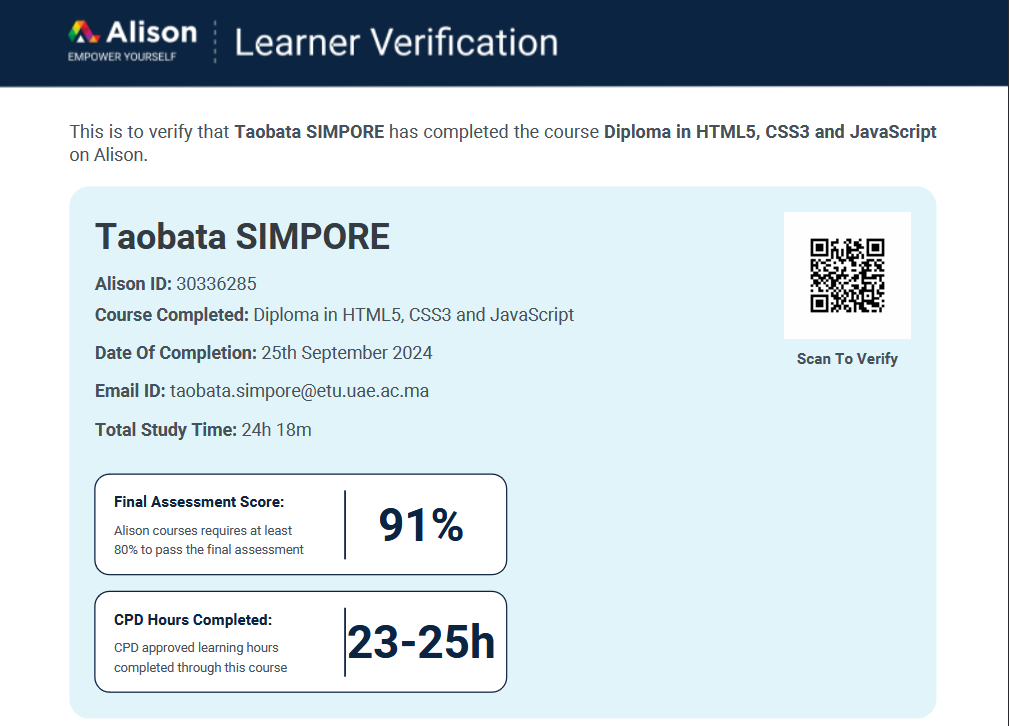 Alison
EMPOWER YOURSELF
Learner Verification
This is to verify that Taobata SIMPORE has completed the course Diploma in HTML5, CSS3 and JavaScript
on Alison.
Taobata SIMPORE
Alison ID: 30336285
Course Completed: Diploma in HTML5, CSS3 and JavaScript
Date Of Completion: 25th September 2024
Email ID: taobata.simpore@etu.uae.ac.ma
Total Study Time: 24h 18m
Scan To Verify
Final Assessment Score:
Alison courses requires at least
80% to pass the final assessment
91%
CPD Hours Completed:
CPD approved learning hours
completed through this course
23-25h